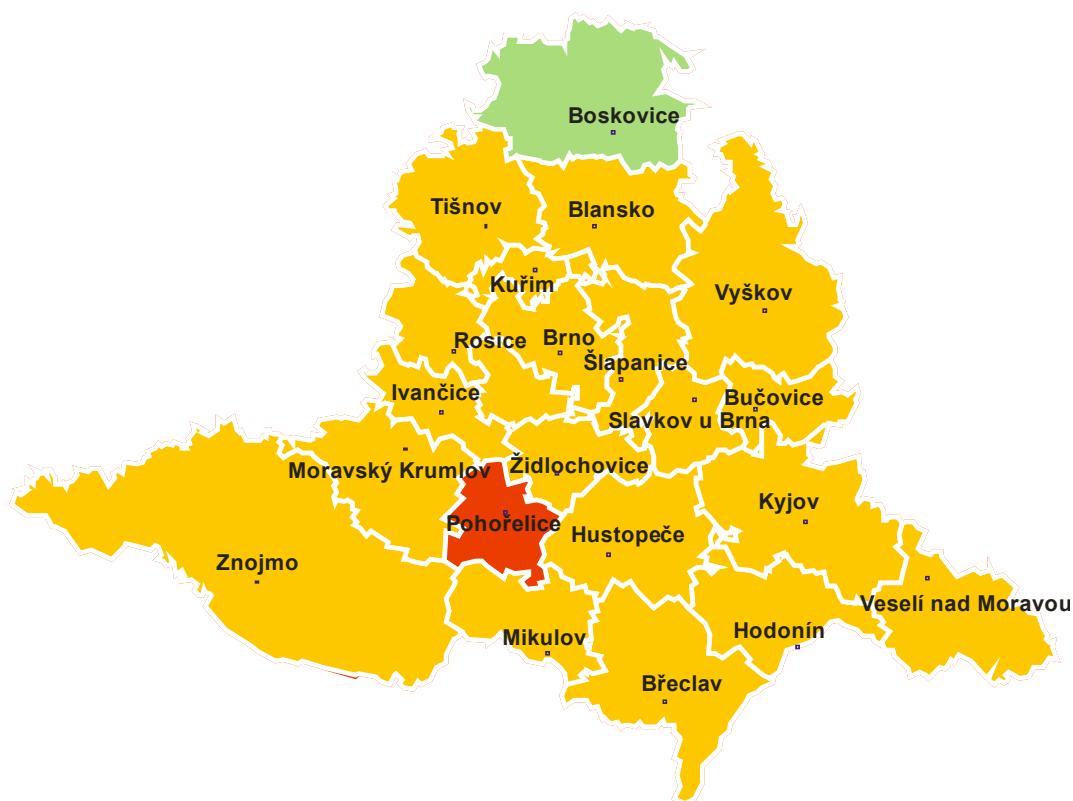 Boskovice
Tišnov
Blansko
Kuřim
Vyškov
Rosice
Brno
Šlapanice
Ivančice
Bučovice
Slavkov u Brna
Moravský Krumlov
Židlochovice
Kyjov
Pohořelice
Hustopeče
Znojmo
Veselí nad Moravou
Mikulov
Hodonín
Břeclav